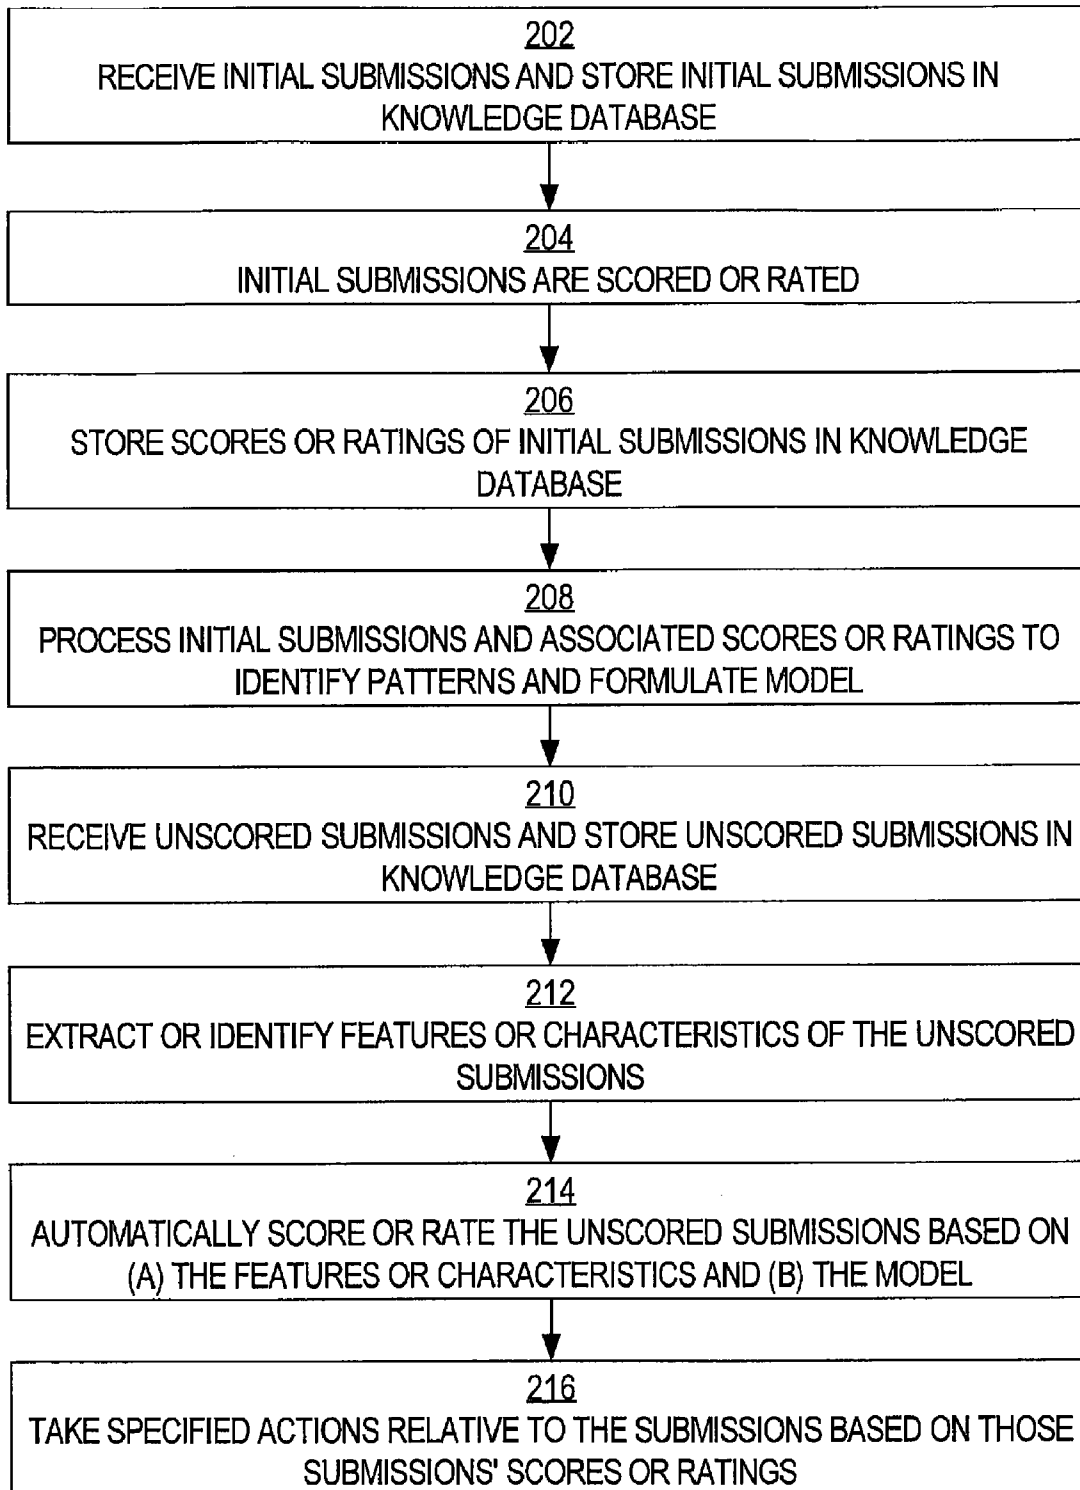 202
RECEIVE INITIAL SUBMISSIONS AND STORE INITIAL SUBMISSIONS IN
KNOWLEDGE DATABASE
204
INITIAL SUBMISSIONS ARE SCORED OR RATED
206
STORE SCORES OR RATINGS OF INITIAL SUBMISSIONS IN KNOWLEDGE
DATABASE
208
PROCESS INITIAL SUBMISSIONS AND ASSOCIATED SCORES OR RATINGS TO
IDENTIFY PATTERNS AND FORMULATE MODEL
210
RECEIVE UNSCORED SUBMISSIONS AND STORE UNSCORED SUBMISSIONS IN
KNOWLEDGE DATABASE
212
EXTRACT OR IDENTIFY FEATURES OR CHARACTERISTICS OF THE UNSCORED
SUBMISSIONS
214
AUTOMATICALLY SCORE OR RATE THE UNSCORED SUBMISSIONS BASED ON
(A) THE FEATURES OR CHARACTERISTICS AND (B) THE MODEL
216
TAKE SPECIFIED ACTIONS RELATIVE TO THE SUBMISSIONS BASED ON THOSE
SUBMISSIONS' SCORES OR RATINGS